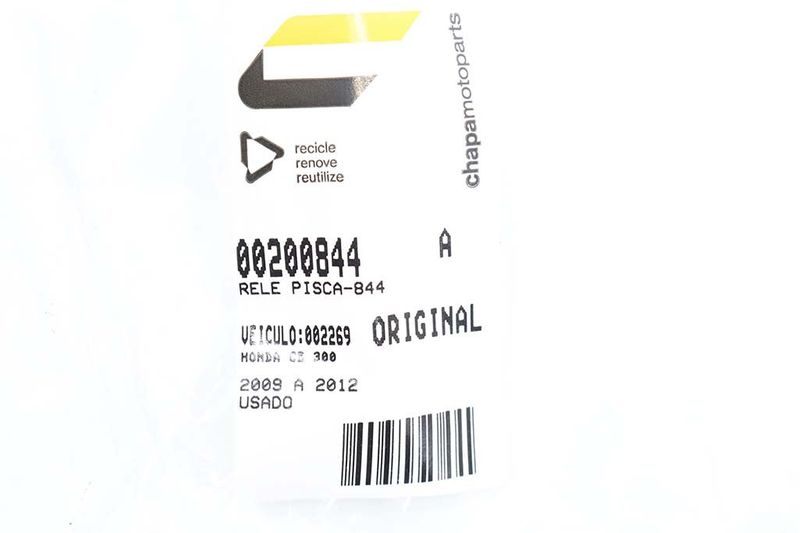 chapamotoparts
recicle
renove
reutilize
00200844
A
RELE PISCA-844
VEICULO:002269
ORIGINAL
HONDA CB 300
2009 A 2012
USADO